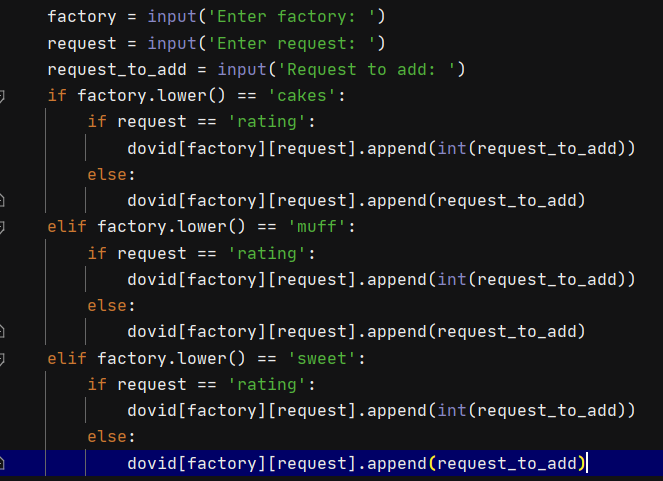 factory = input('Enter factory: ')
request = input('Enter request: ')
request_to_add = input('Request to add: ')
if factory.lower() == 'cakes':
    if request == 'rating':
        dovid[factory][request].append(int(request_to_add))
    else:
        dovid[factory][request].append(request_to_add)
elif factory.lower() == 'muff':
    if request == 'rating':
        dovid[factory][request].append(int(request_to_add))
    else:
        dovid[factory][request].append(request_to_add)
elif factory.lower() == 'sweet':
    if request == 'rating':
        dovid[factory][request].append(int(request_to_add))
    else:
        dovid[factory][request].append(request_to_add)